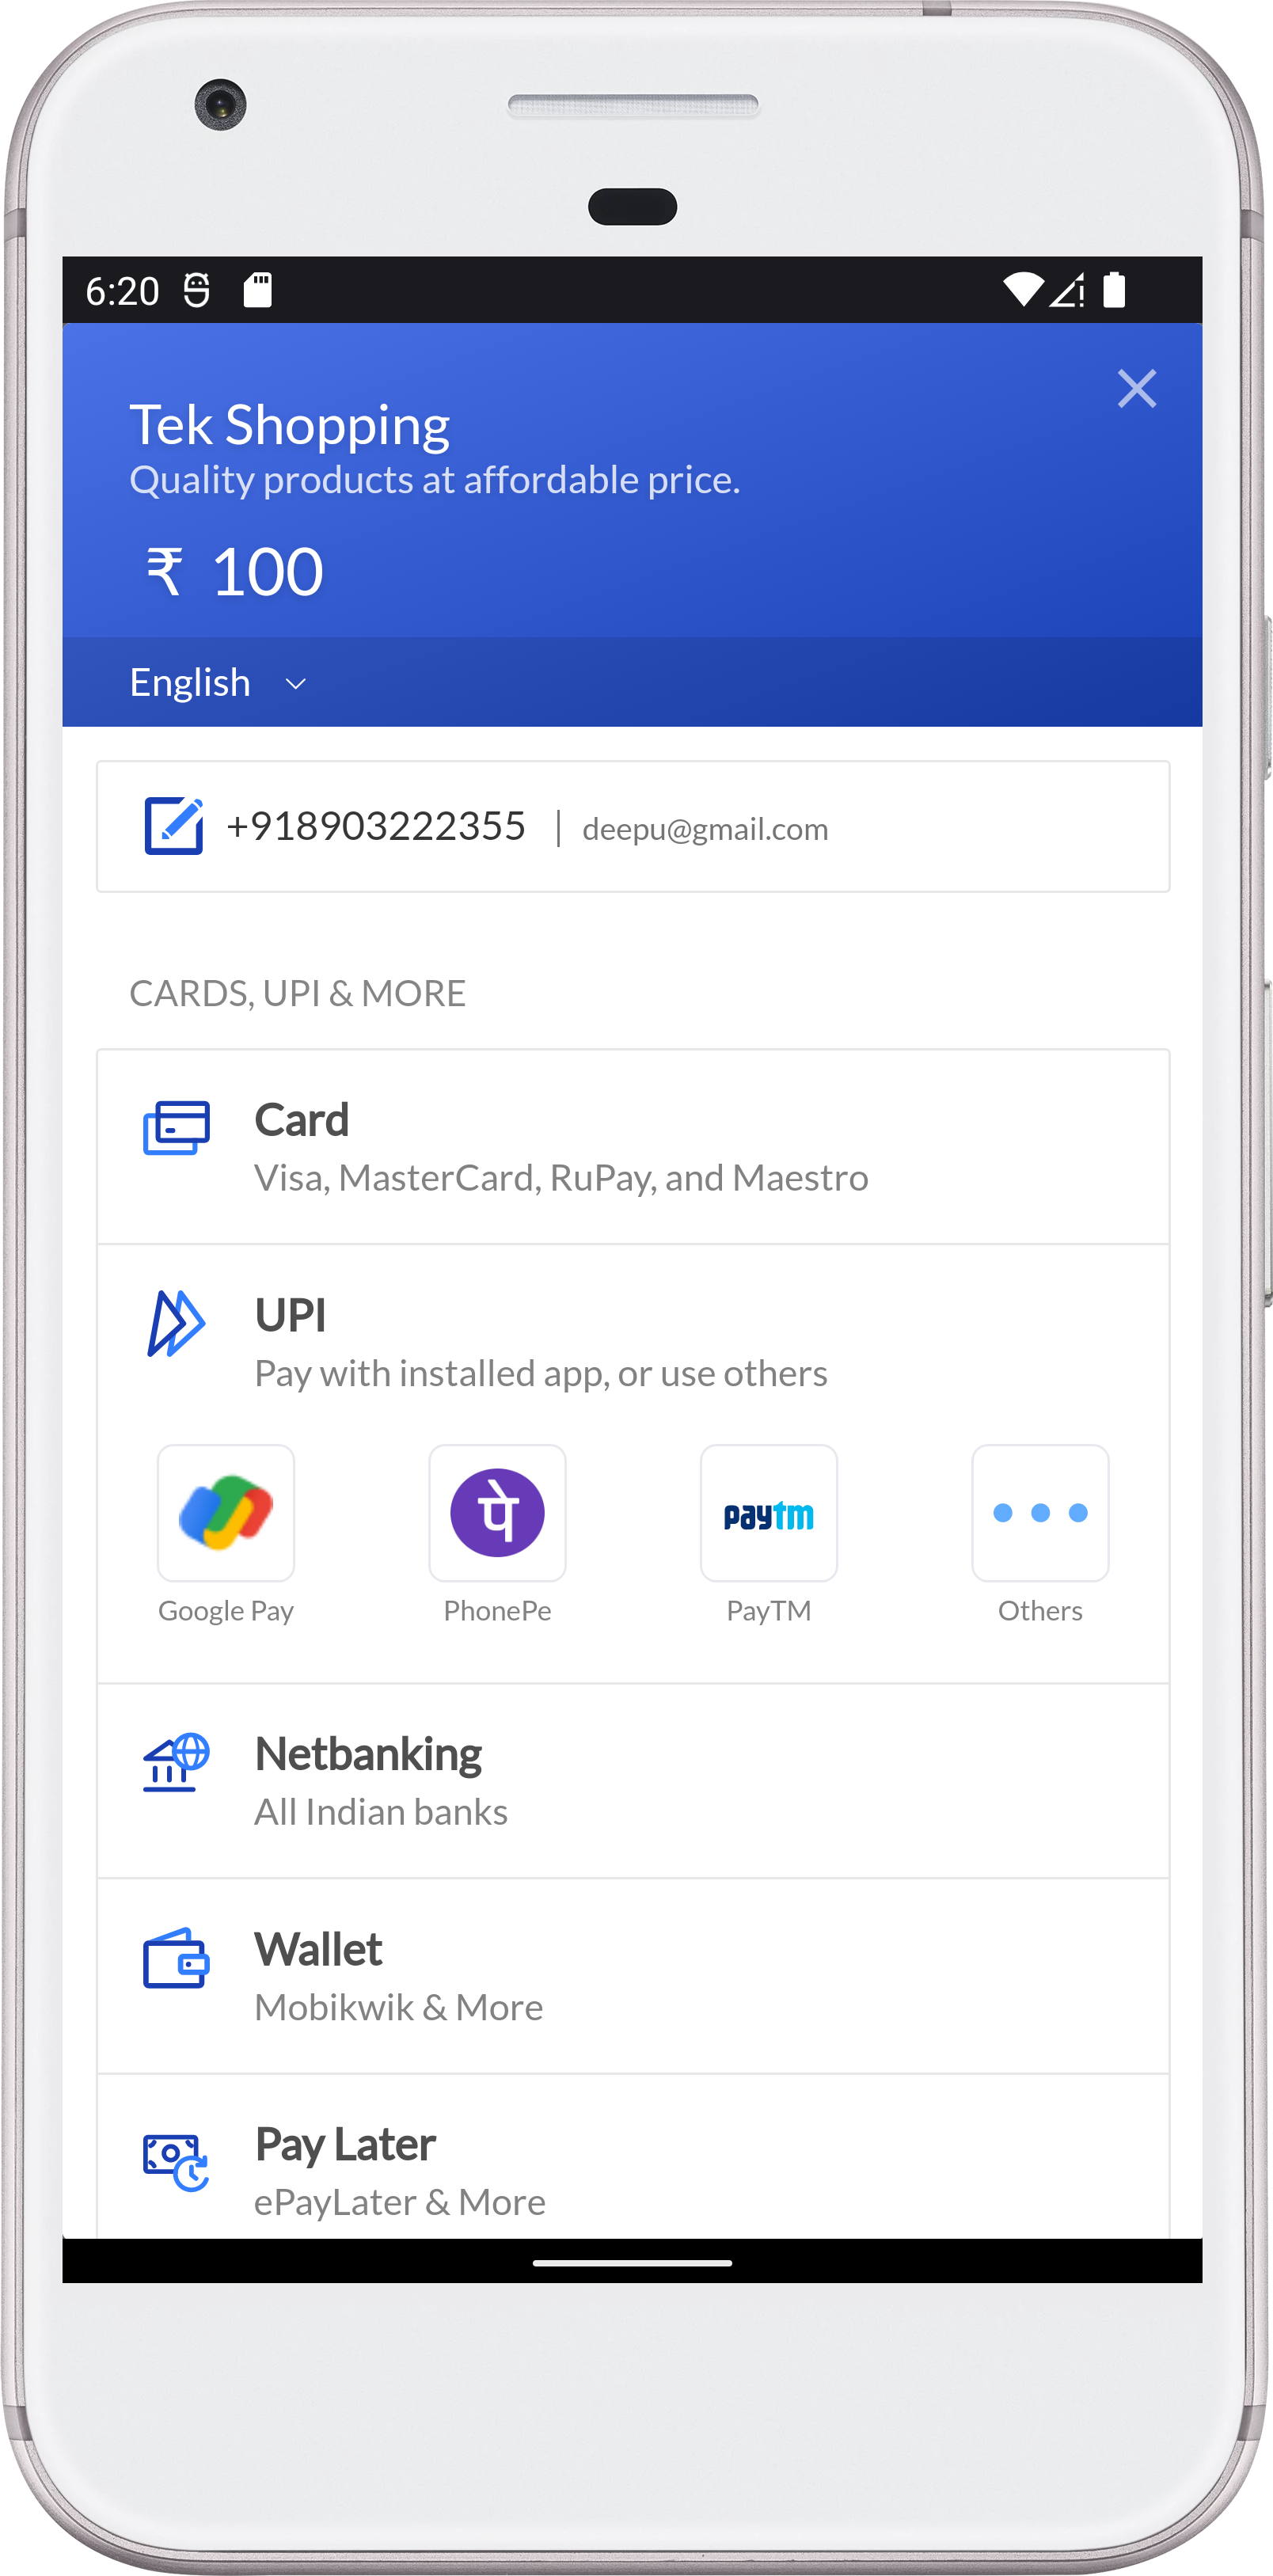 6:20
Tek Shopping
Quality products at affordable price.
₹ 100
English
+918903222355 | deepu@gmail.com
CARDS, UPI & MORE
Card
Visa, MasterCard, RuPay, and Maestro
UPI
Pay with installed app, or use others
पे
paytm
Google Pay
PhonePe
PayTM
Others
Netbanking
All Indian banks
Wallet
Mobikwik & More
Pay Later
ePayLater & More